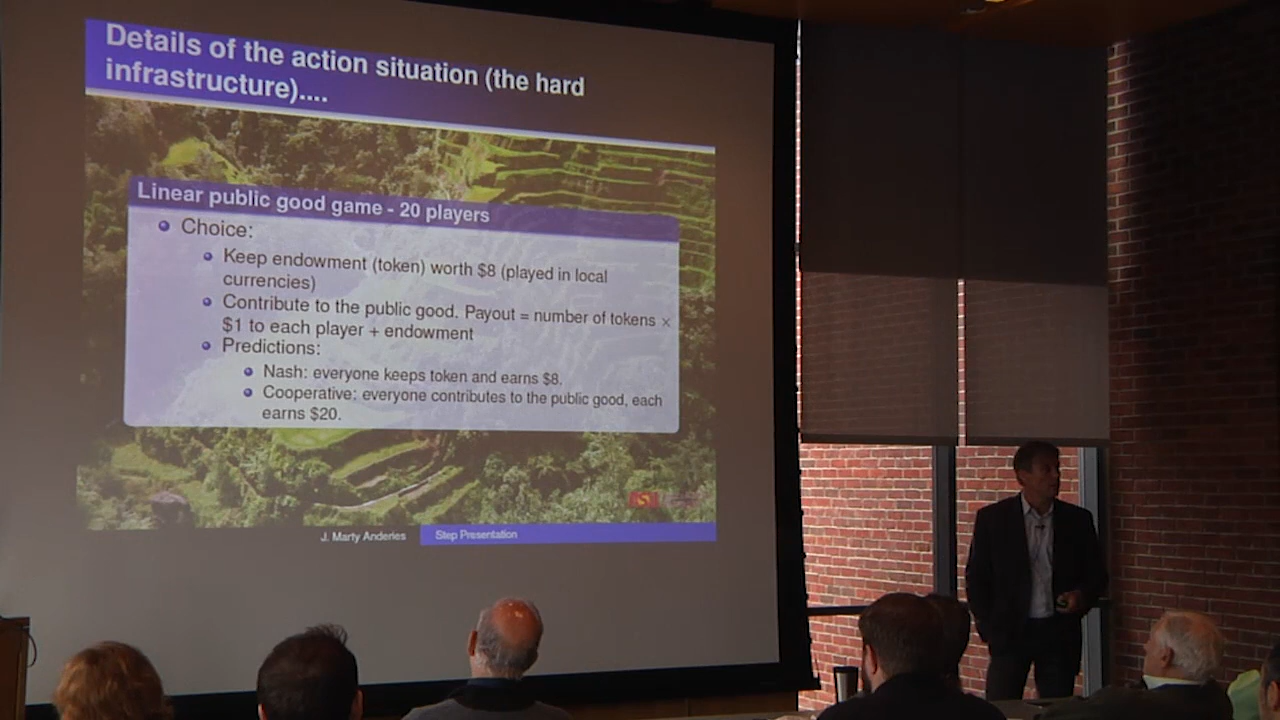 Details of the action situation (the hard
infrastructure)....
Linear public good game - 20 players
Choice:
Keep endowment (token) worth $8 (played in local
currencies)
Contribute to the public good. Payout = number of tokens ×
$1 to each player + endowment
Predictions:
Nash: everyone keeps token and earns $8.
Cooperative: everyone contributes to the public good, each
earns $20.
J. Marty Anderies
Step Presentation